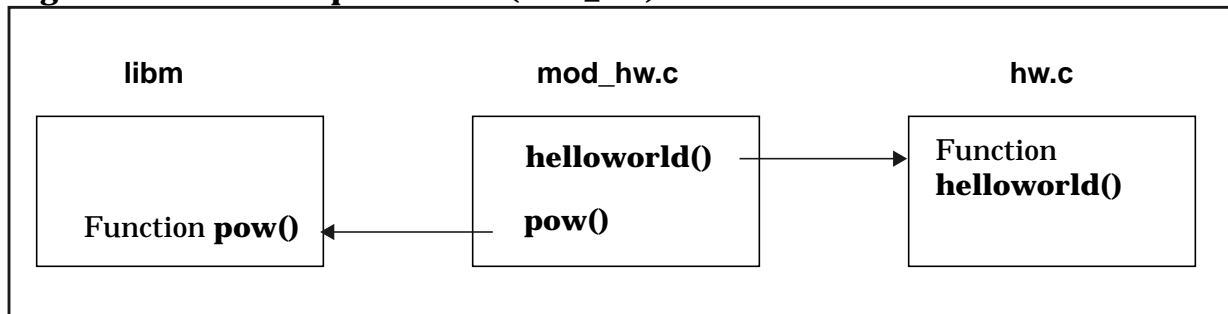 libm
mod_hw.c
hw.c
Function pow()
helloworld()
pow()
Function
helloworld()